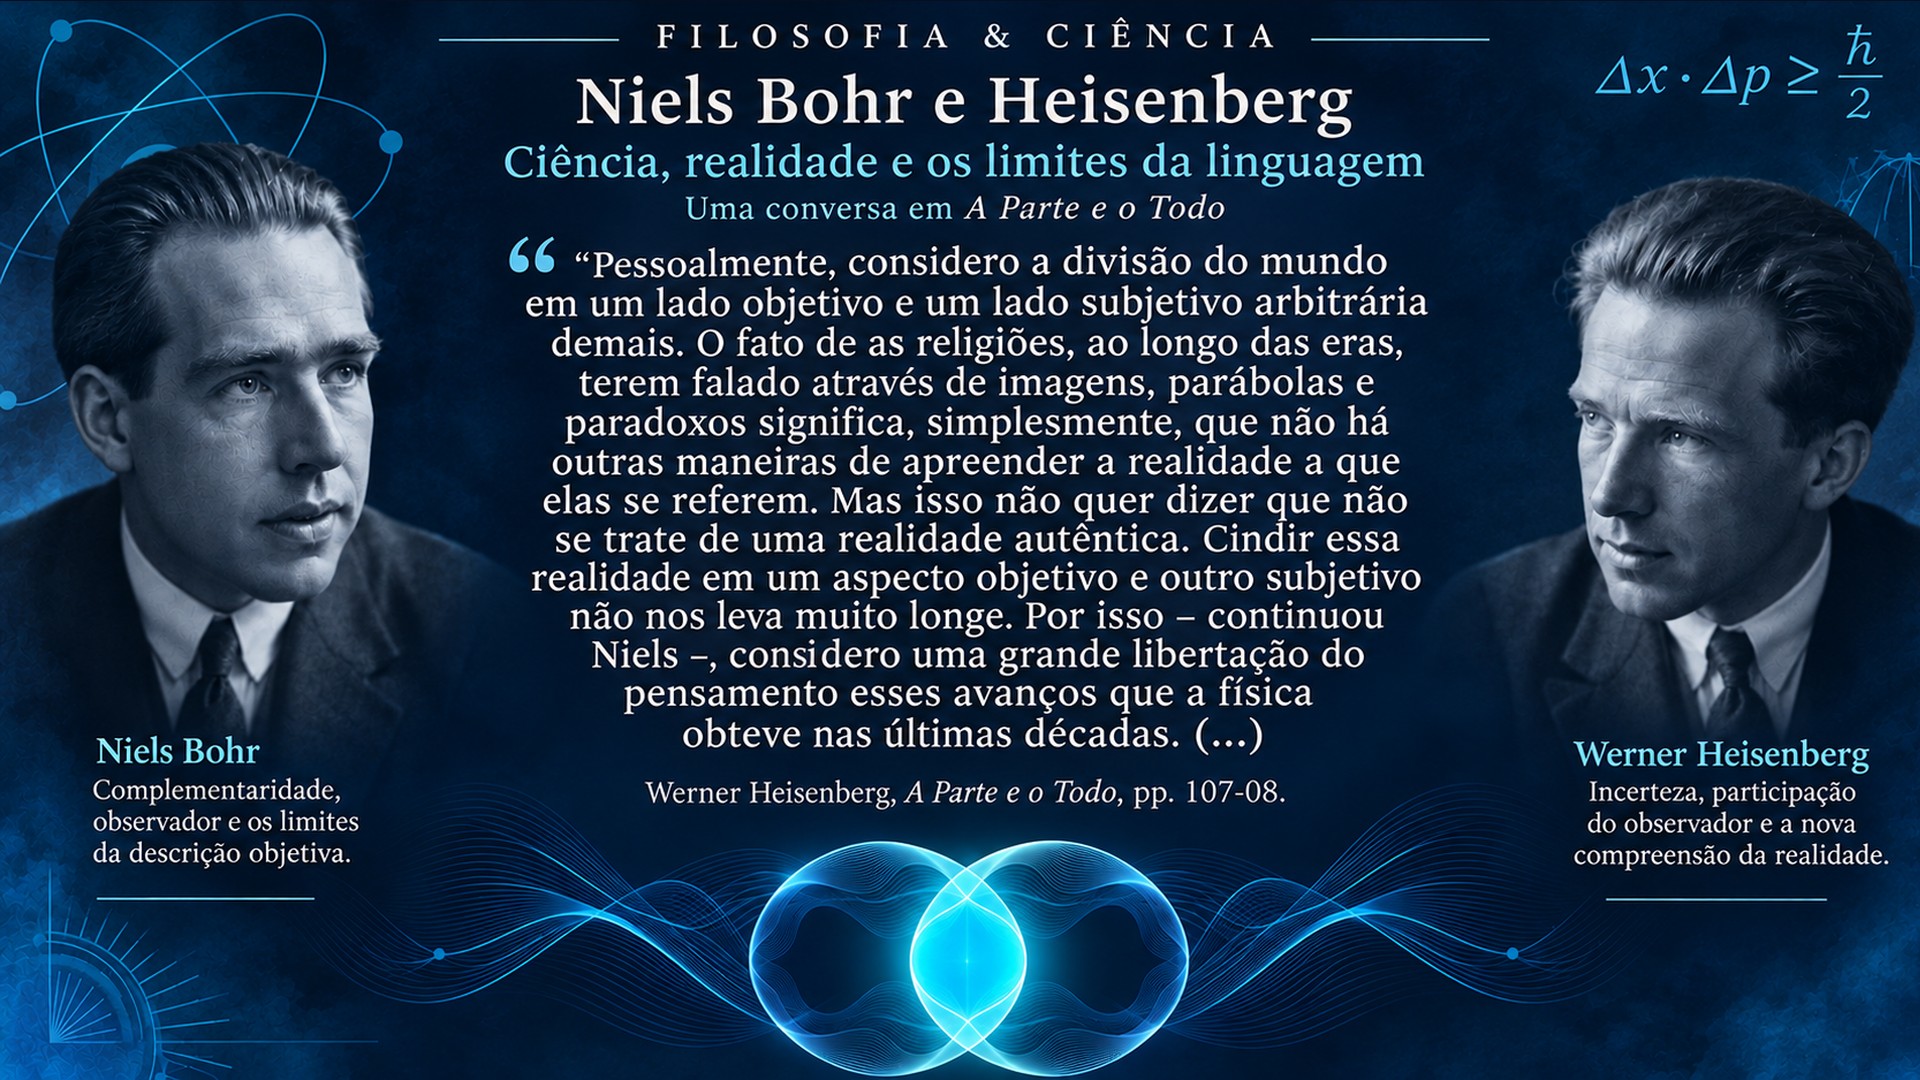 FILOSOFIA & CIÊNCIA
Niels Bohr e Heisenberg
Ciência, realidade e os limites da linguagem
Uma conversa em A Parte e o Todo
“ “Pessoalmente, considero a divisão do mundo
em um lado objetivo e um lado subjetivo arbitrária
demais. O fato de as religiões, ao longo das eras,
terem falado através de imagens, parábolas e
paradoxos significa, simplesmente, que não há
outras maneiras de apreender a realidade a que
elas se referem. Mas isso não quer dizer que não
se trate de uma realidade autêntica. Cindir essa
realidade em um aspecto objetivo e outro subjetivo
não nos leva muito longe. Por isso – continuou
Niels –, considero uma grande libertação do
pensamento esses avanços que a física
obteve nas últimas décadas. (...)
Werner Heisenberg, A Parte e o Todo, pp. 107-08.
Niels Bohr
Complementaridade,
observador e os limites
da descrição objetiva.
Δx · Δp ≥ ħ/2
Werner Heisenberg
Incerteza, participação
do observador e a nova
compreensão da realidade.